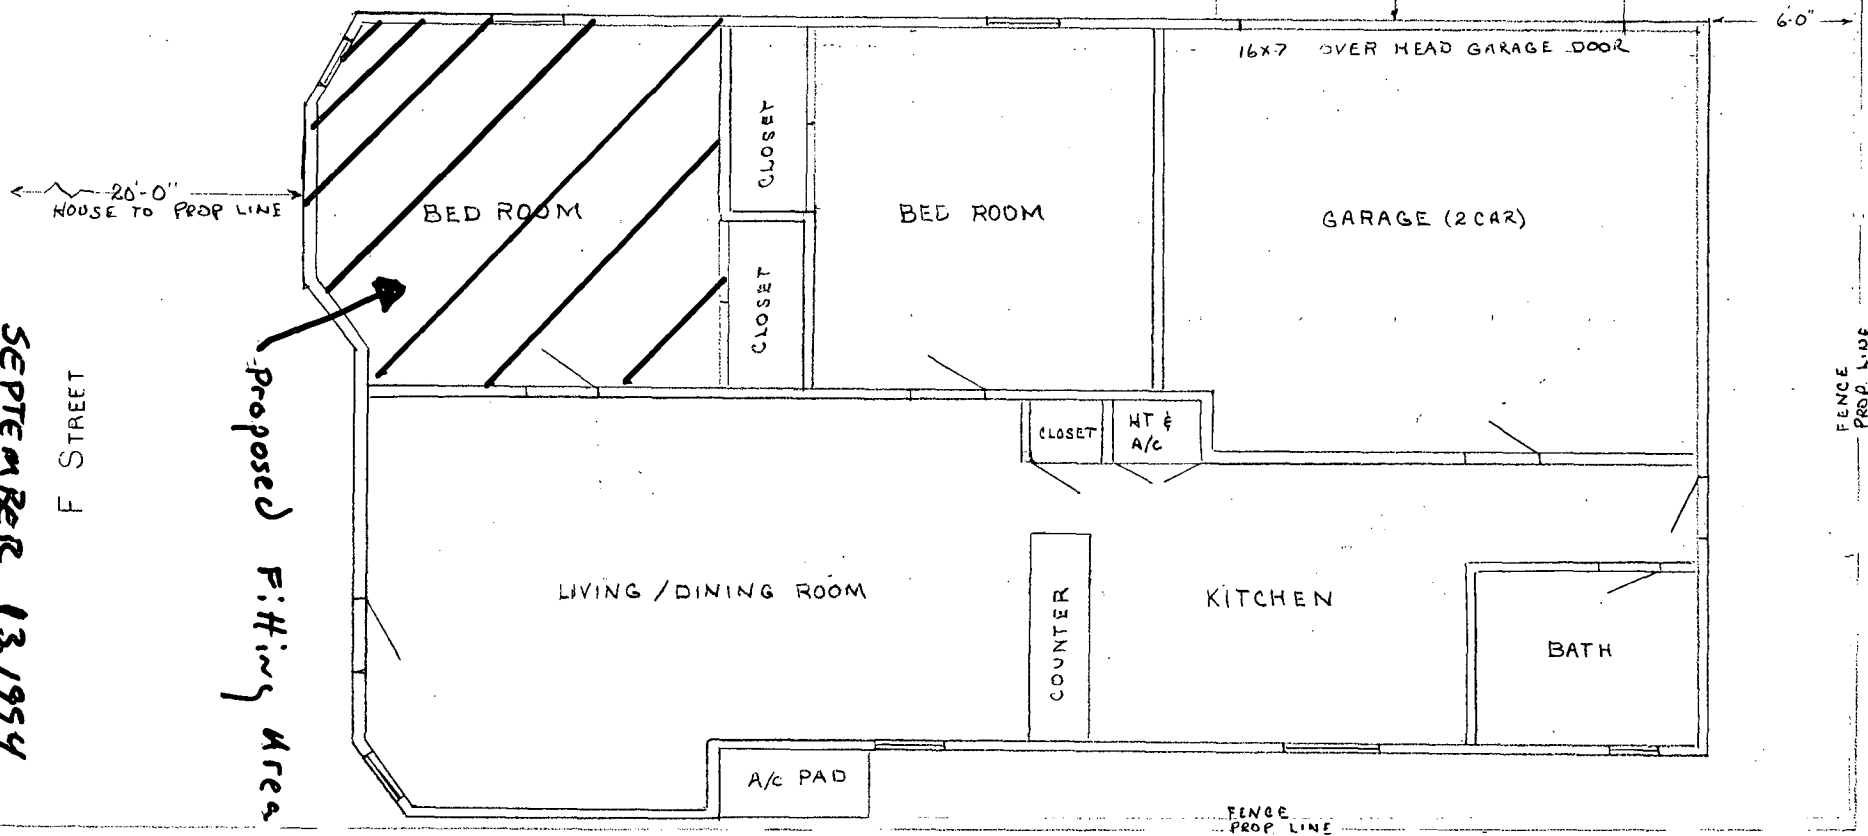 6'0"
16x7 OVER HEAD GARAGE DOOR
CLOSET
20'-0"
HOUSE TO PROP LINE
BED ROOM
BED ROOM
GARAGE (2 CAR)
CLOSET
FENCE
PROP. LINE
F STREET
SEPTEMBER 13, 1994
proposed Fitting Area
CLOSET
HT &
A/C
LIVING / DINING ROOM
COUNTER
KITCHEN
BATH
A/C PAD
FENCE
PROP LINE